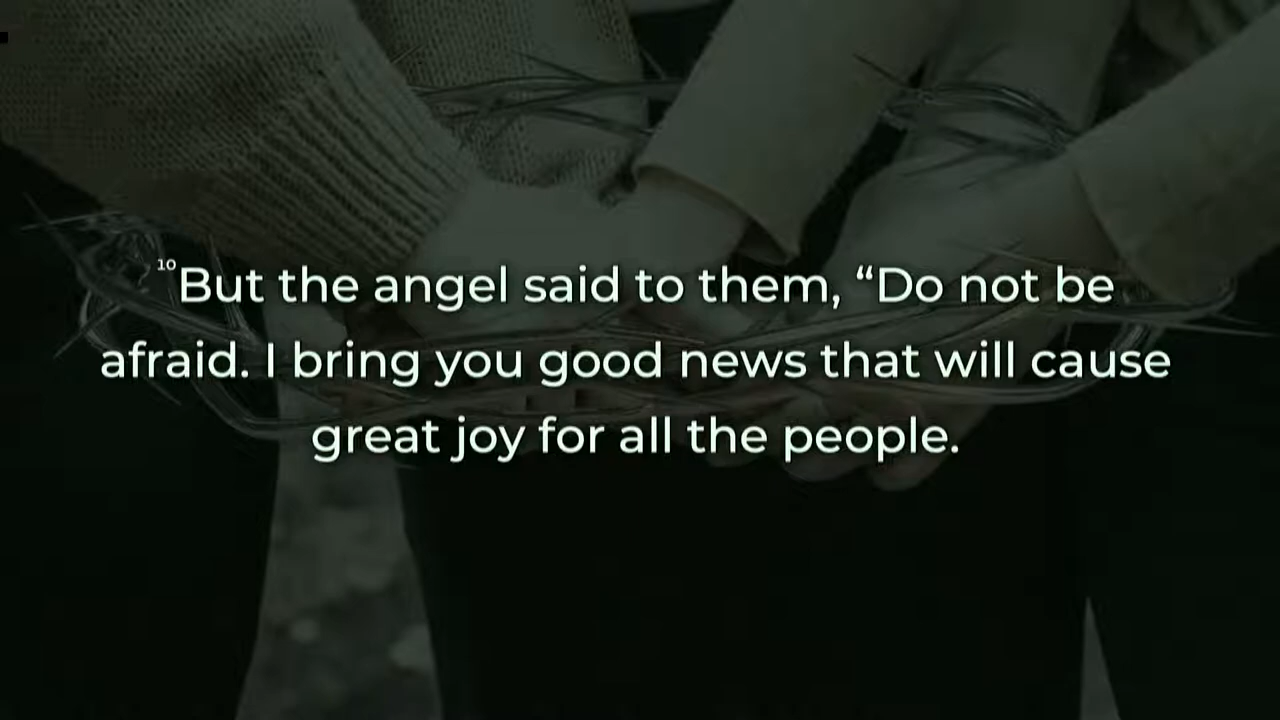 ¹⁰But the angel said to them, “Do not be
afraid. I bring you good news that will cause
great joy for all the people.